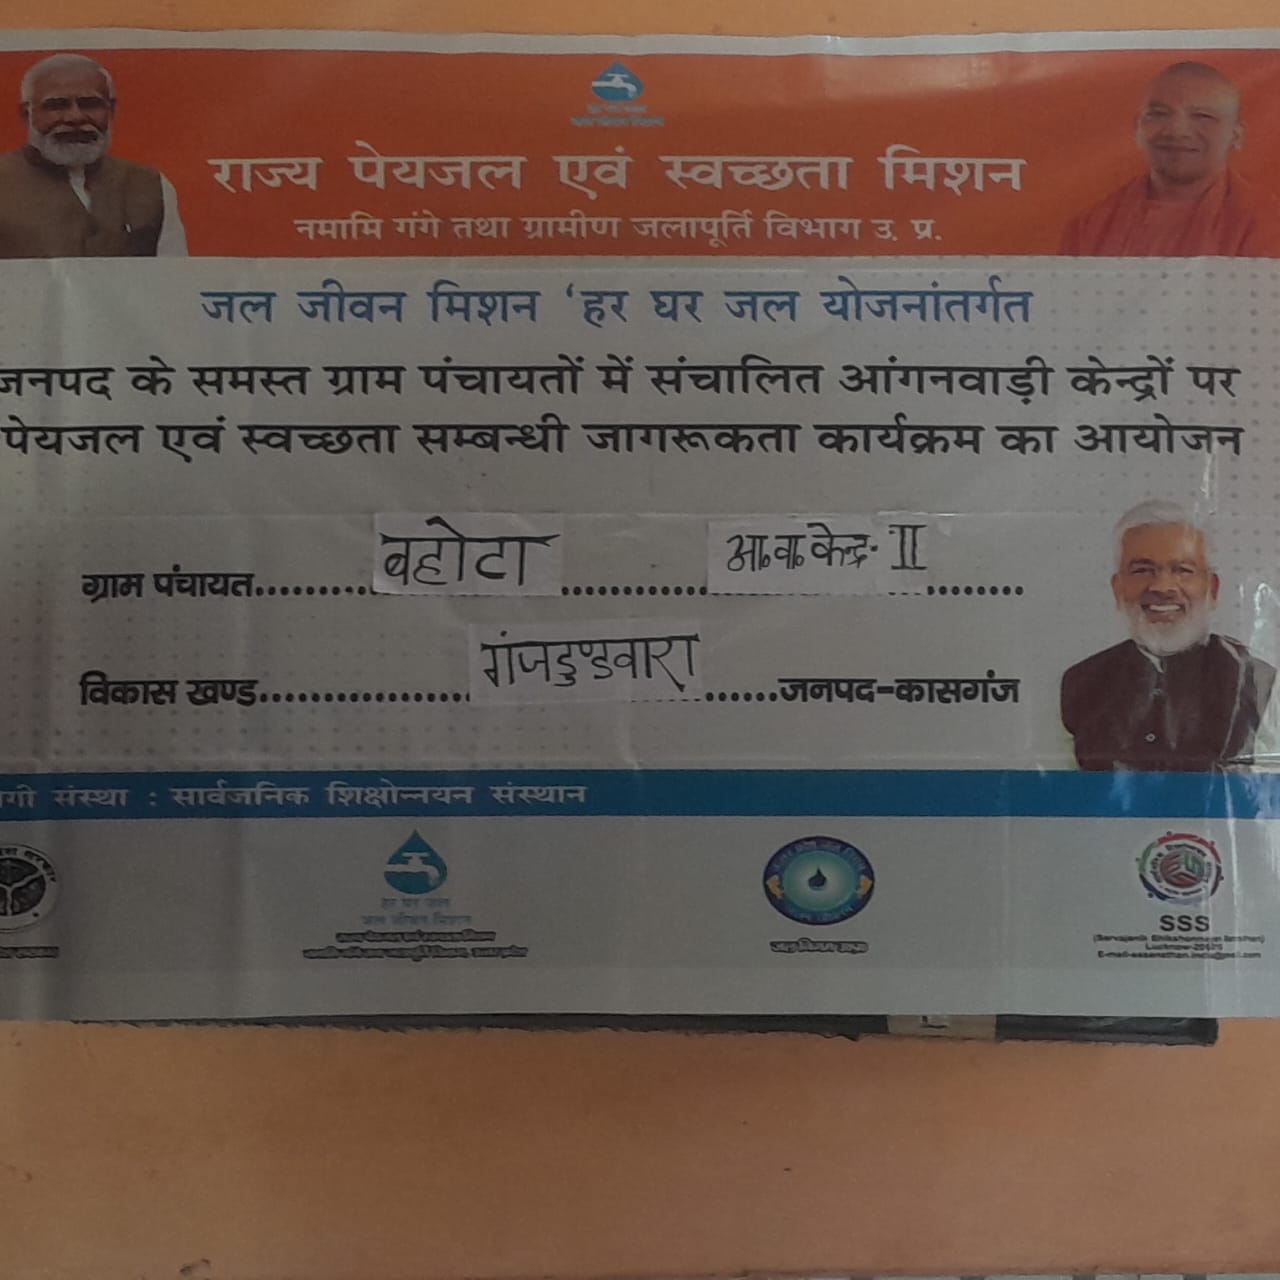 राज्य पेयजल एवं स्वच्छता मिशन
नमामि गंगे तथा ग्रामीण जलापूर्ति विभाग उ. प्र.
जल जीवन मिशन ‘हर घर जल योजनांतर्गत
जनपद के समस्त ग्राम पंचायतों में संचालित आंगनवाड़ी केन्द्रों पर
पेयजल एवं स्वच्छता सम्बन्धी जागरूकता कार्यक्रम का आयोजन
ग्राम पंचायत......... बहोटा ............... आ०वा० केन्द्र- II ........
विकास खण्ड................ गंजडुण्डवारा ......जनपद-कासगंज
संस्था : सार्वजनिक शिक्षोन्नयन संस्थान
हर घर जल
जल जीवन मिशन
SSS